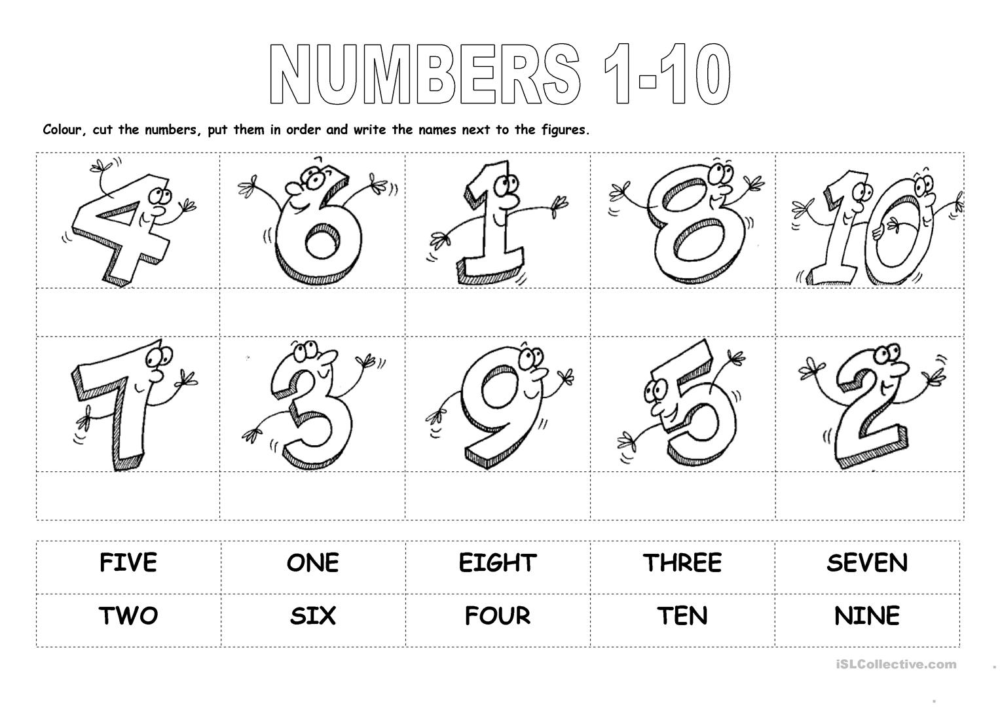 NUMBERS 1-10
Colour, cut the numbers, put them in order and write the names next to the figures.
4 6 1 8 10
7 3 9 5 2
FIVE ONE EIGHT THREE SEVEN
TWO SIX FOUR TEN NINE
iSLCollective.com